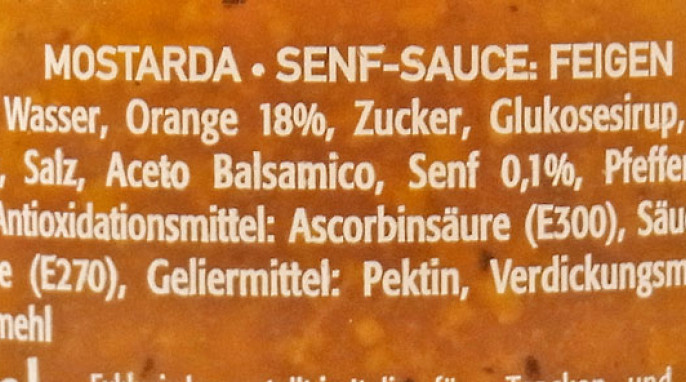 MOSTARDA • SENF-SAUCE: FEIGEN
Wasser, Orange 18%, Zucker, Glukosesirup,
, Salz, Aceto Balsamico, Senf 0,1%, Pfeffe
Antioxidationsmittel: Ascorbinsäure (E300), Säu
e (E270), Geliermittel: Pektin, Verdickungsm
mehl